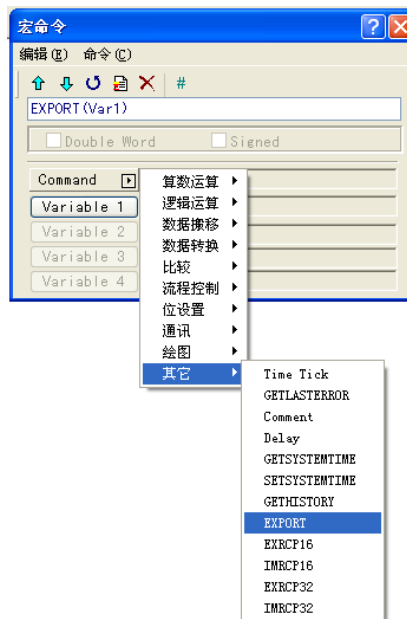 宏命令
编辑(E) 命令(C)
#
EXPORT(Var1)
Double Word Signed
Command
Variable 1
Variable 2
Variable 3
Variable 4
算数运算
逻辑运算
数据搬移
数据转换
比较
流程控制
位设置
通讯
绘图
其它
Time Tick
GETLASTERROR
Comment
Delay
GETSYSTEMTIME
SETSYSTEMTIME
GETHISTORY
EXPORT
EXRCP16
IMRCP16
EXRCP32
IMRCP32